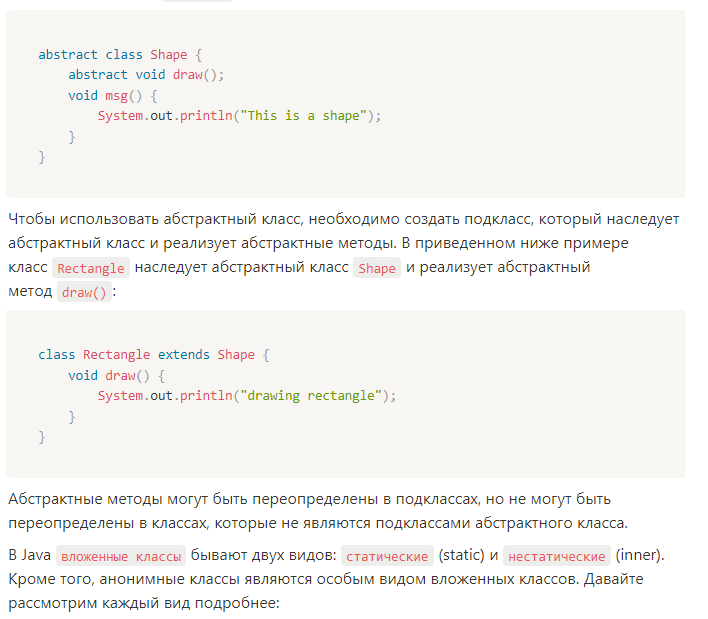 abstract class Shape {
    abstract void draw();
    void msg() {
        System.out.println("This is a shape");
    }
}
Чтобы использовать абстрактный класс, необходимо создать подкласс, который наследует
абстрактный класс и реализует абстрактные методы. В приведенном ниже примере
класс Rectangle наследует абстрактный класс Shape и реализует абстрактный
метод draw() :
class Rectangle extends Shape {
    void draw() {
        System.out.println("drawing rectangle");
    }
}
Абстрактные методы могут быть переопределены в подклассах, но не могут быть
переопределены в классах, которые не являются подклассами абстрактного класса.
В Java вложенные классы бывают двух видов: статические (static) и нестатические (inner).
Кроме того, анонимные классы являются особым видом вложенных классов. Давайте
рассмотрим каждый вид подробнее: